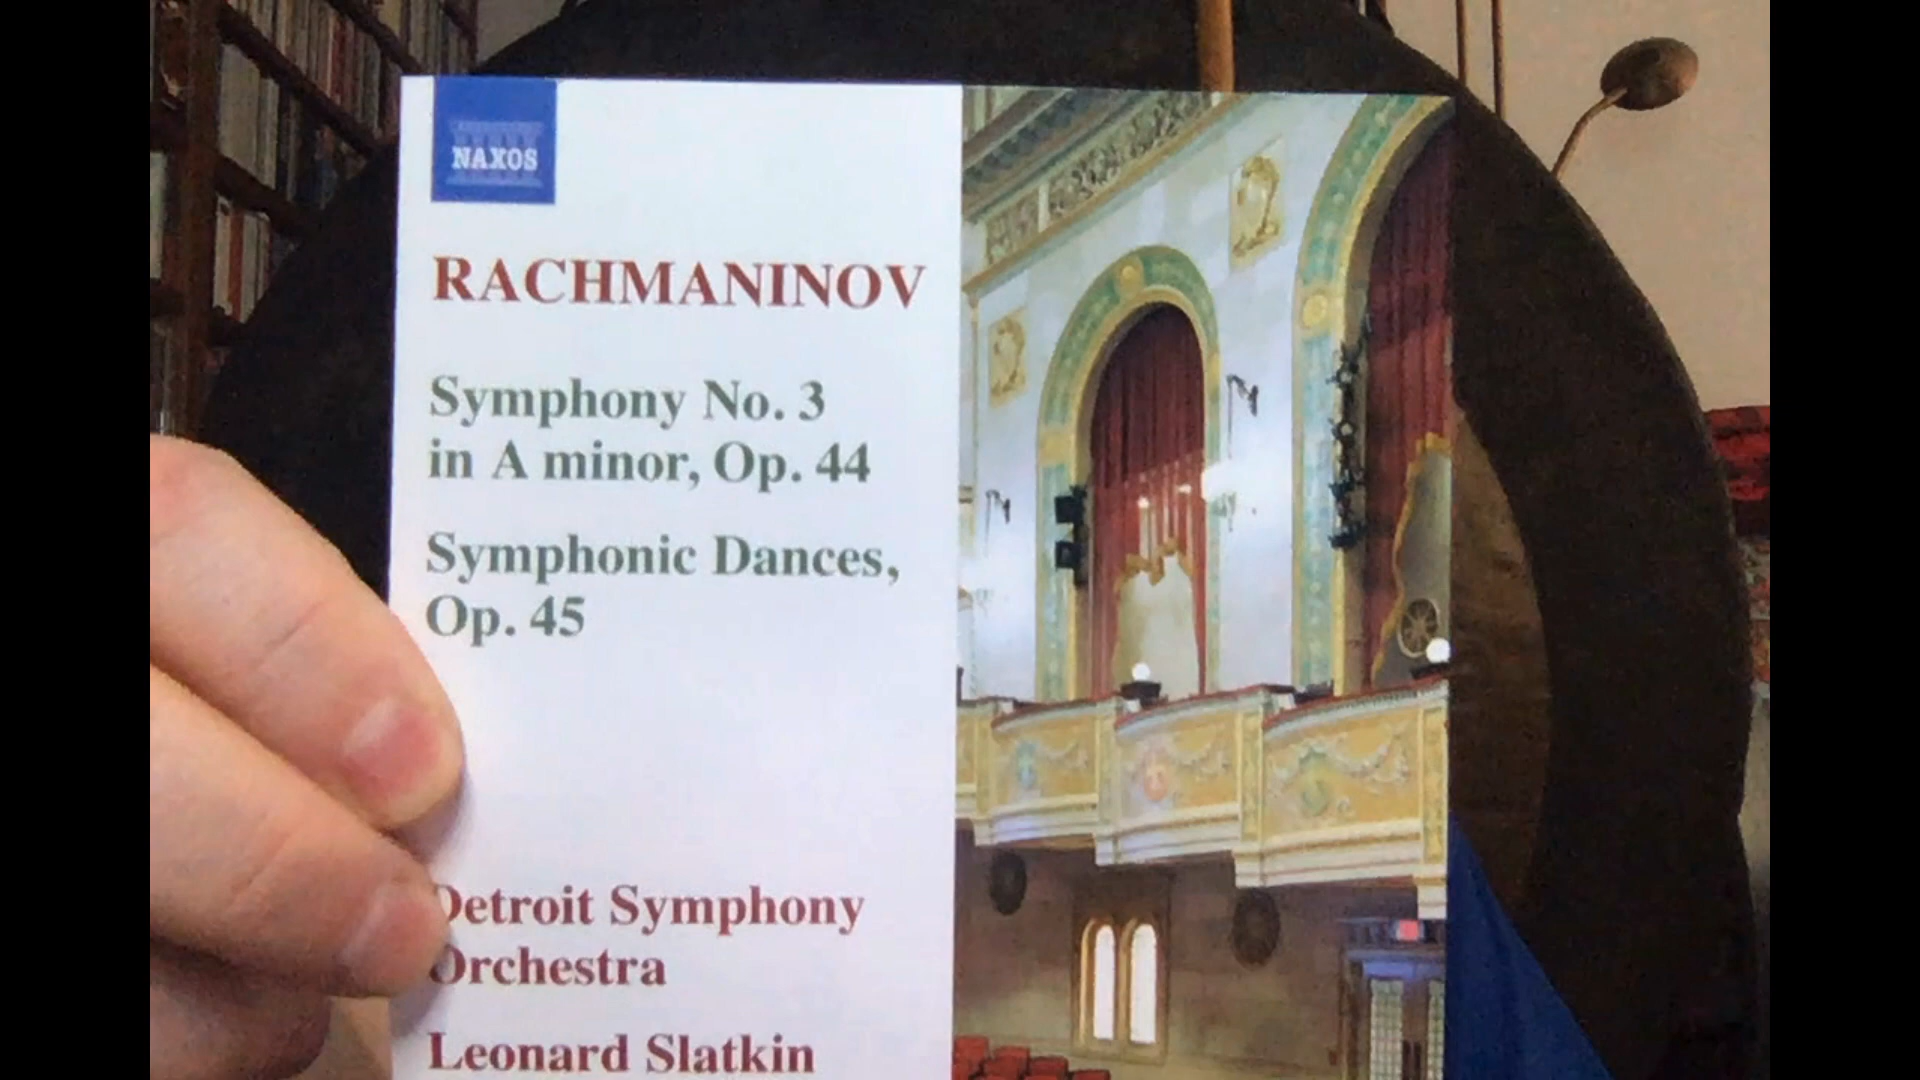 NAXOS
RACHMANINOV
Symphony No. 3
in A minor, Op. 44
Symphonic Dances,
Op. 45
Detroit Symphony
Orchestra
Leonard Slatkin